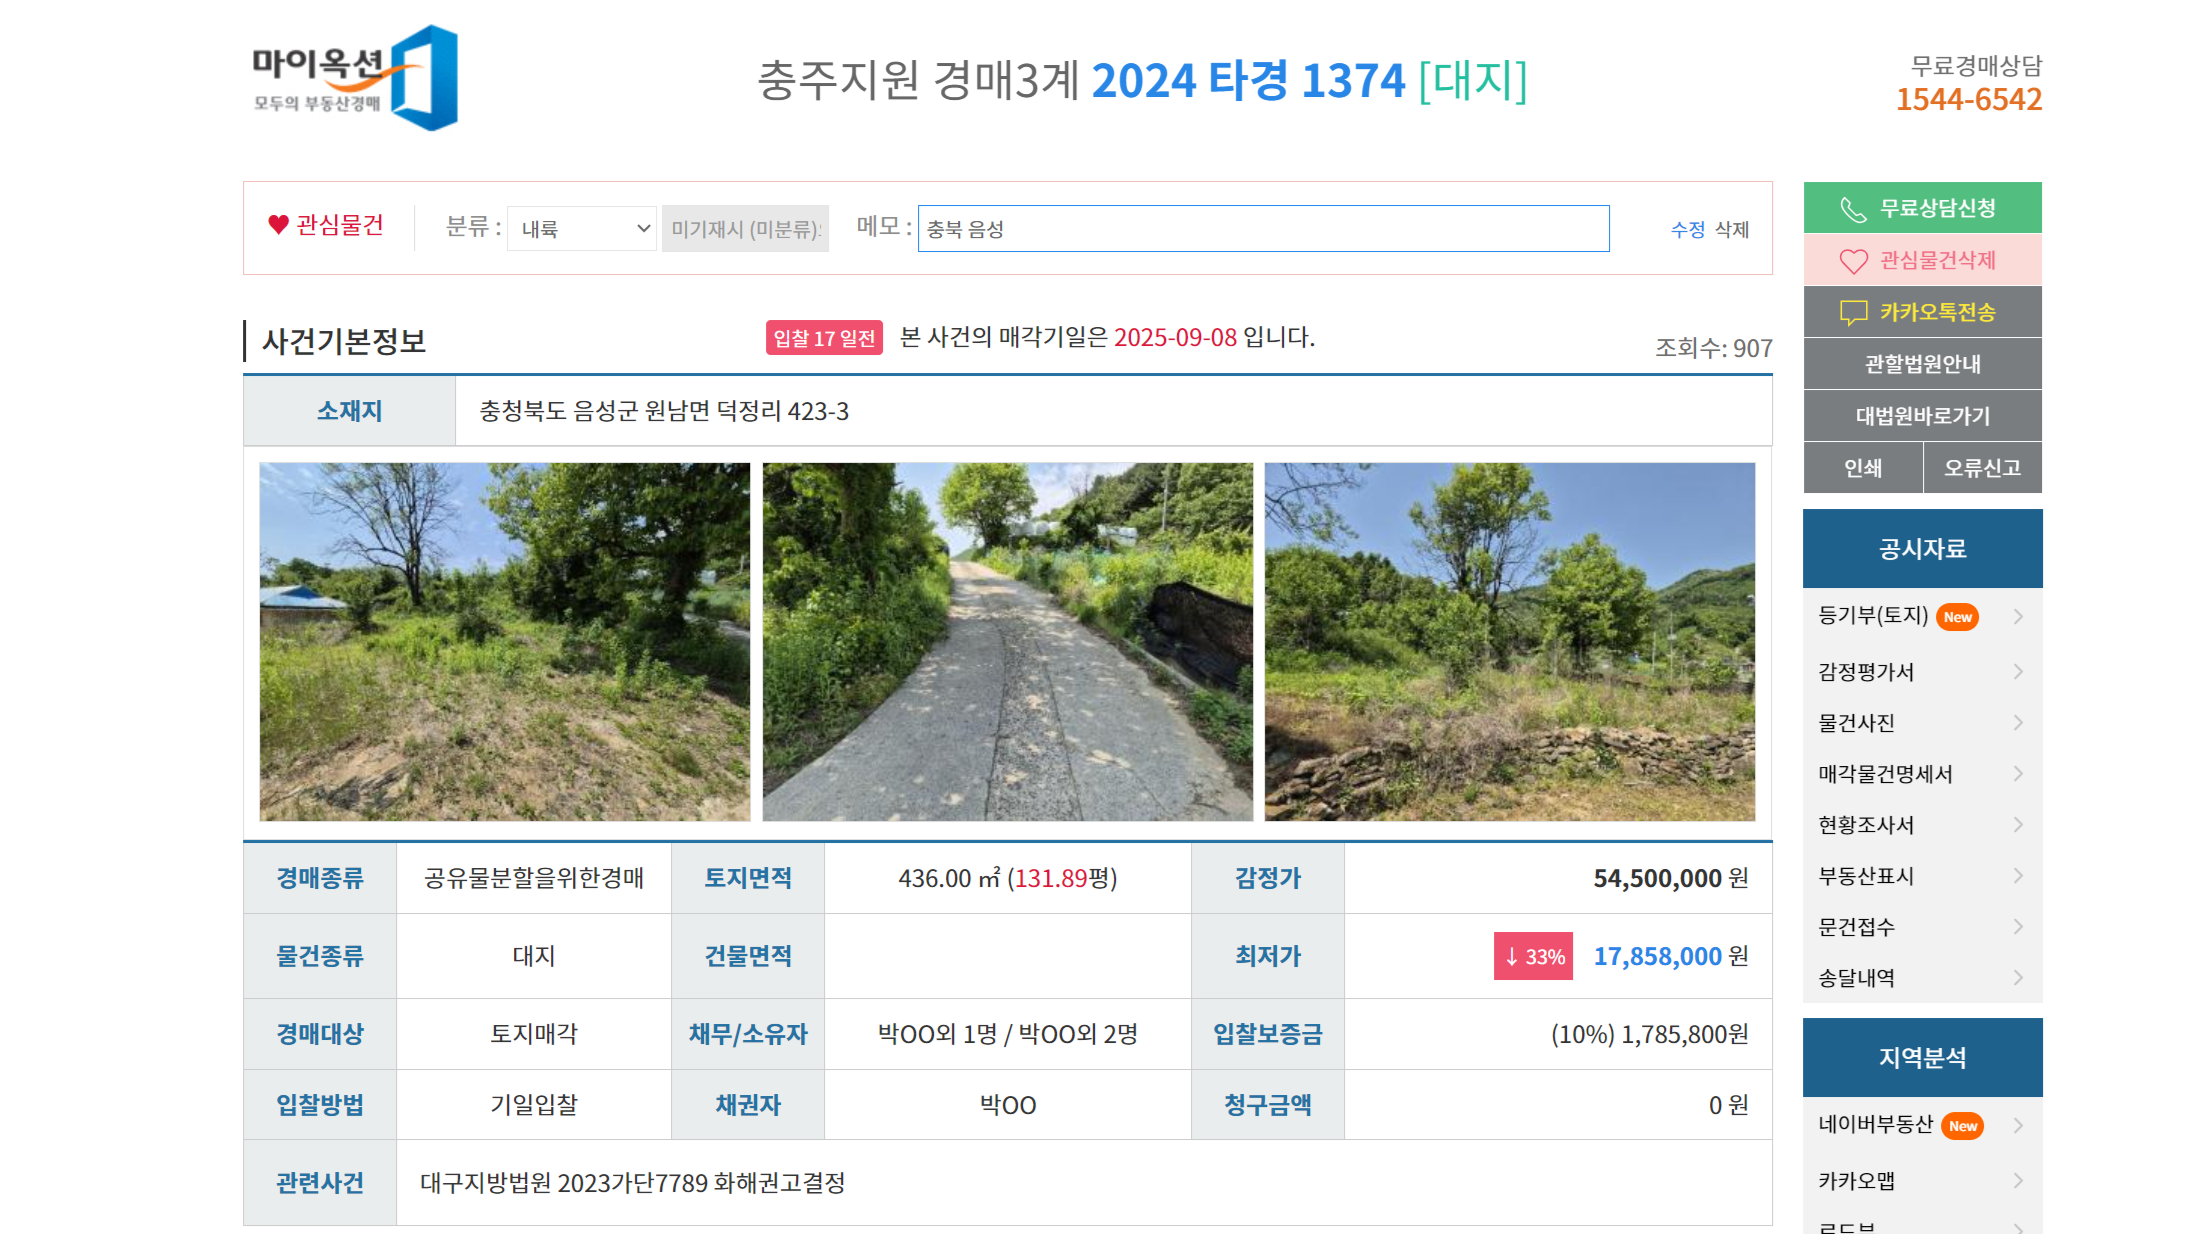 마이옥션
모두의 부동산경매
충주지원 경매3계 2024 타경 1374 [대지]
무료경매상담
1544-6542
관심물건
분류 : 내륙 미기재시 (미분류) 메모 : 충북 음성 수정 삭제
사건기본정보
입찰 17 일전 본 사건의 매각기일은 2025-09-08 입니다.
조회수: 907
소재지 충청북도 음성군 원남면 덕정리 423-3
경매종류 공유물분할을위한경매 토지면적 436.00 ㎡ (131.89평) 감정가 54,500,000 원
물건종류 대지 건물면적 최저가 ↓ 33% 17,858,000 원
경매대상 토지매각 채무/소유자 박OO외 1명 / 박OO외 2명 입찰보증금 (10%) 1,785,800원
입찰방법 기일입찰 채권자 박OO 청구금액 0 원
관련사건 대구지방법원 2023가단7789 화해권고결정
무료상담신청
관심물건삭제
카카오톡전송
관할법원안내
대법원바로가기
인쇄 오류신고
공시자료
등기부(토지) New
감정평가서
물건사진
매각물건명세서
현황조사서
부동산표시
문건접수
송달내역
지역분석
네이버부동산 New
카카오맵